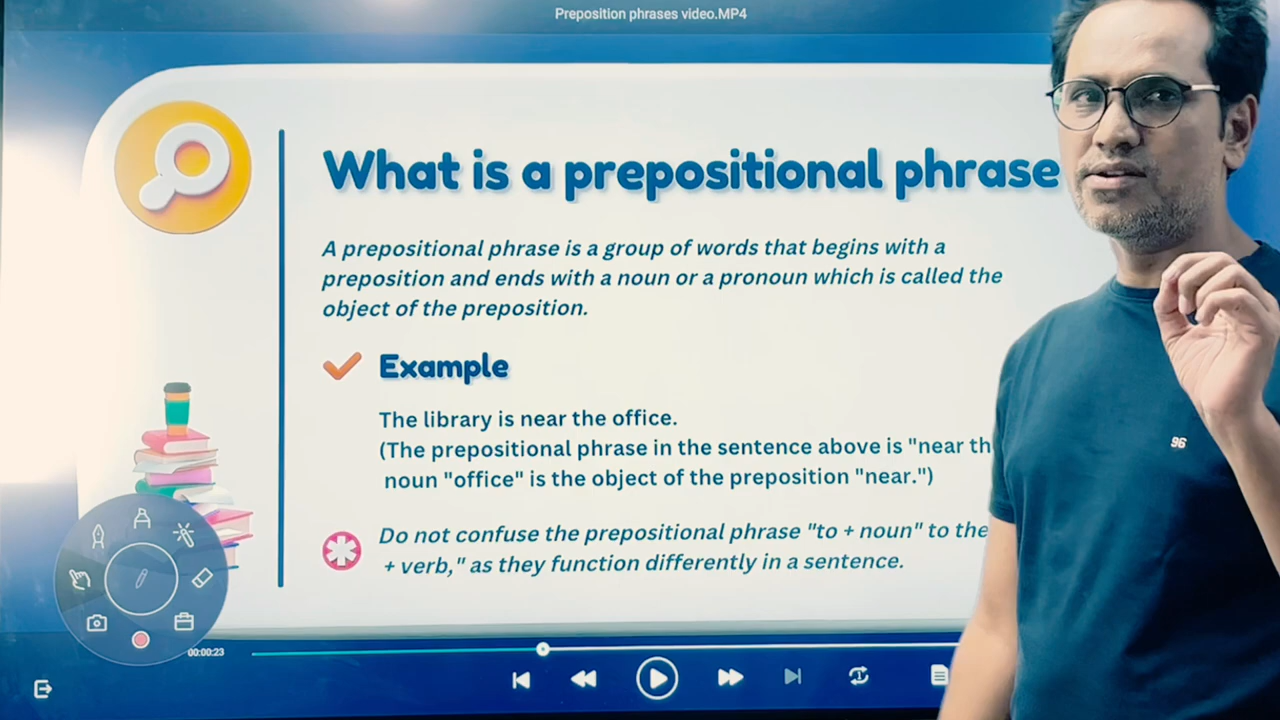 Preposition phrases video.MP4
What is a prepositional phrase
A prepositional phrase is a group of words that begins with a
preposition and ends with a noun or a pronoun which is called the
object of the preposition.
Example
The library is near the office.
(The prepositional phrase in the sentence above is "near th
noun "office" is the object of the preposition "near.")
Do not confuse the prepositional phrase "to + noun" to the
+ verb," as they function differently in a sentence.
96
00:00:23